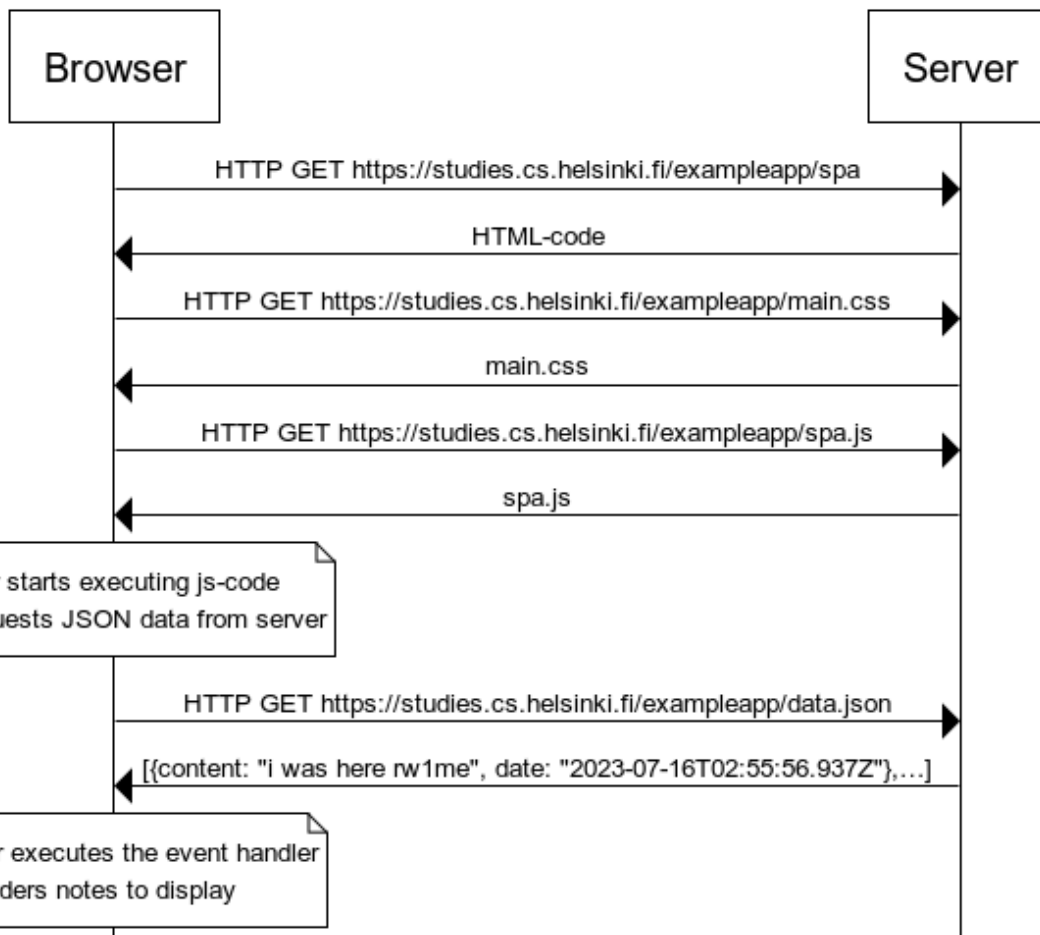 Browser
Server
HTTP GET https://studies.cs.helsinki.fi/exampleapp/spa
HTML-code
HTTP GET https://studies.cs.helsinki.fi/exampleapp/main.css
main.css
HTTP GET https://studies.cs.helsinki.fi/exampleapp/spa.js
spa.js
starts executing js-code
JSON data from server
HTTP GET https://studies.cs.helsinki.fi/exampleapp/data.json
[{content: "i was here rw1me", date: "2023-07-16T02:55:56.937Z"},...]
executes the event handler
notes to display